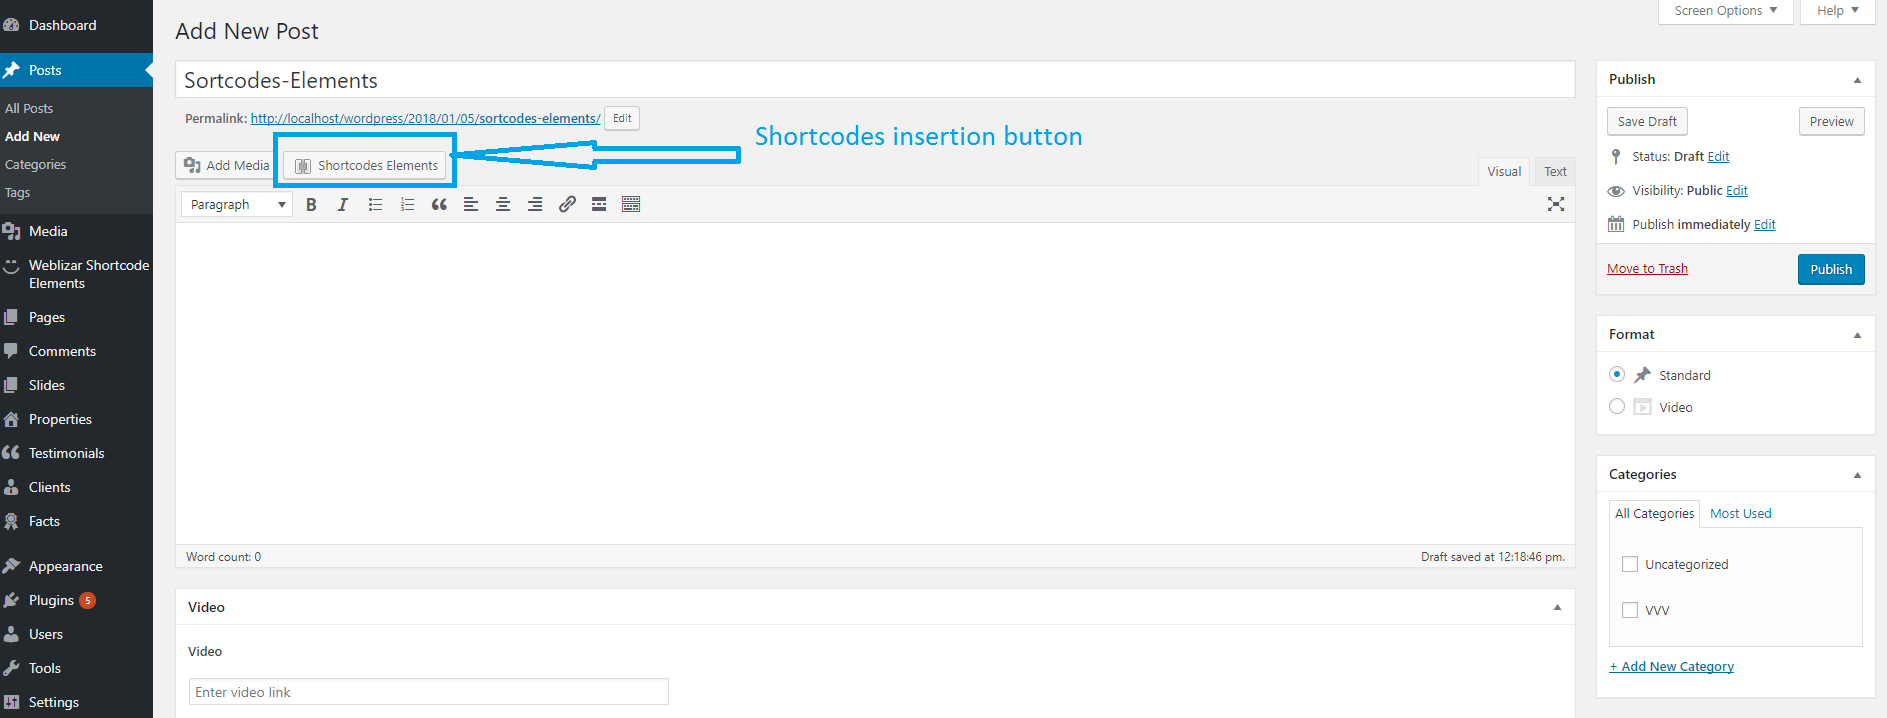 Dashboard
Posts
All Posts
Add New
Categories
Tags
Media
Weblizar Shortcode
Elements
Pages
Comments
Slides
Properties
Testimonials
Clients
Facts
Appearance
Plugins 5
Users
Tools
Settings
Screen Options
Help
Add New Post
Sortcodes-Elements
Permalink: http://localhost/wordpress/2018/01/05/sortcodes-elements/ Edit
Shortcodes insertion button
Add Media
Shortcodes Elements
Visual
Text
Paragraph
B I
Word count: 0
Draft saved at 12:18:46 pm.
Video
Video
Enter video link
Publish
Save Draft
Preview
Status: Draft Edit
Visibility: Public Edit
Publish immediately Edit
Move to Trash
Publish
Format
Standard
Video
Categories
All Categories
Most Used
Uncategorized
VVV
+ Add New Category